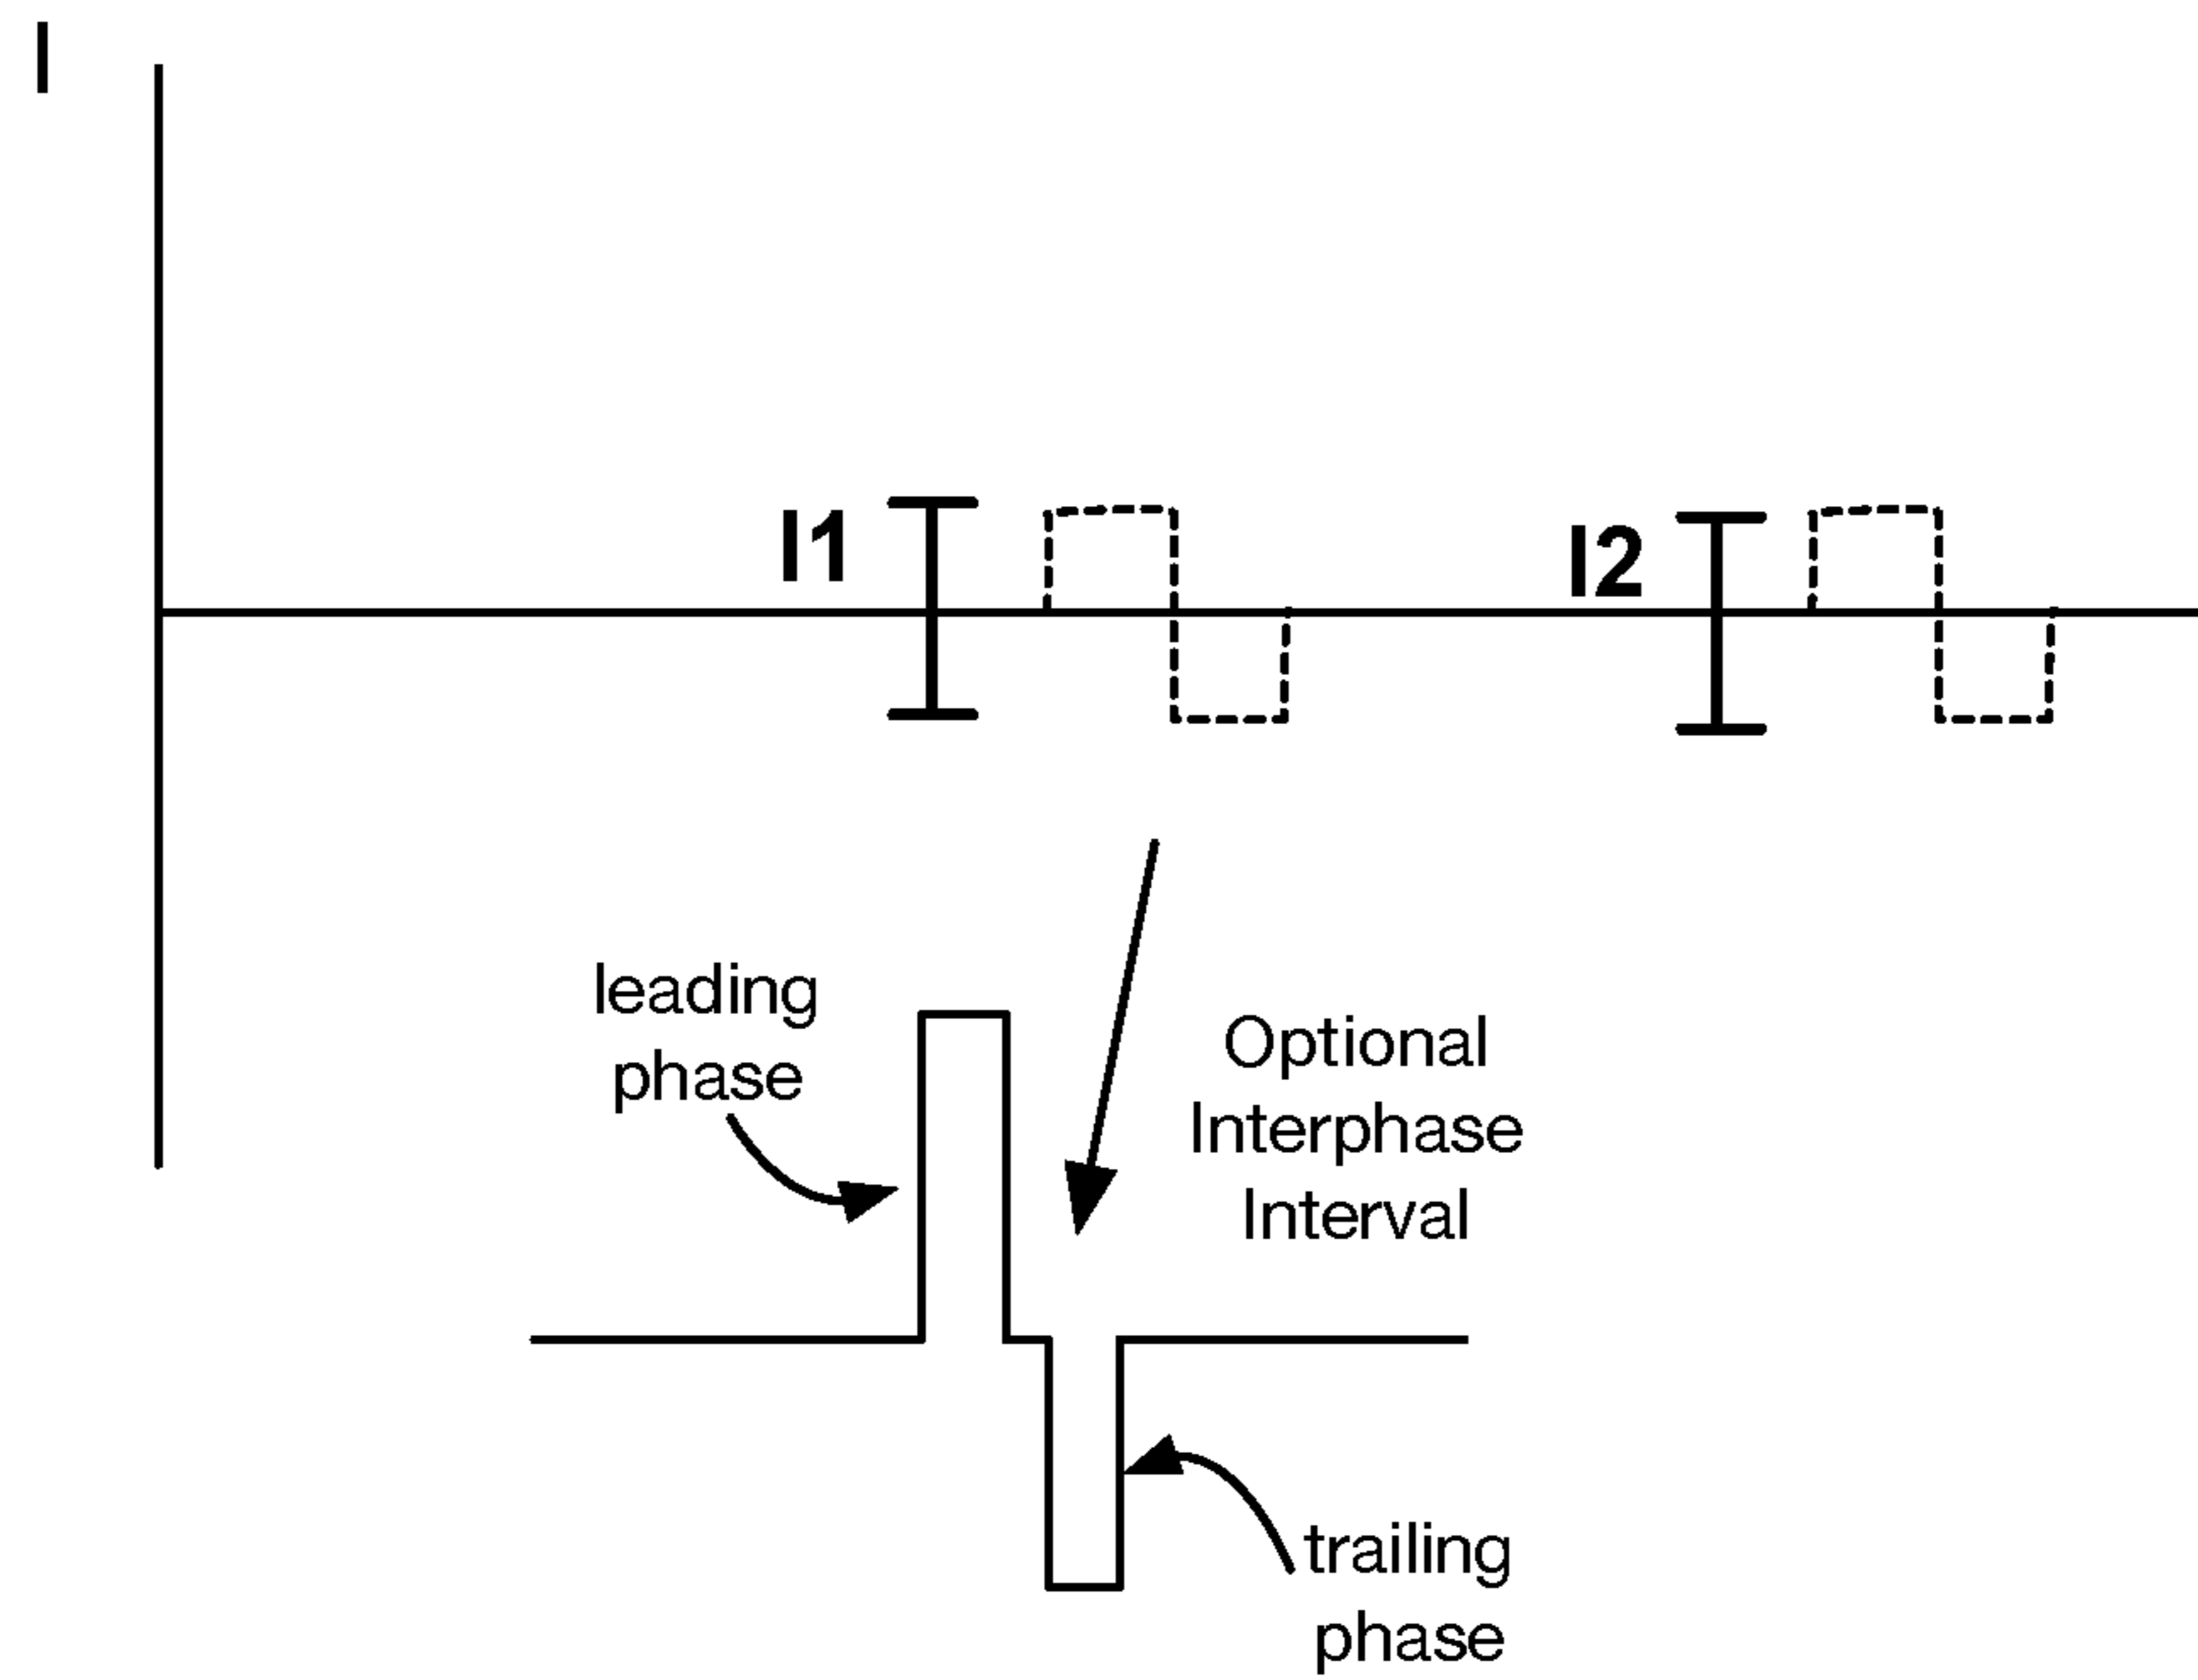 I
I1
I2
leading
phase
Optional
Interphase
Interval
trailing
phase